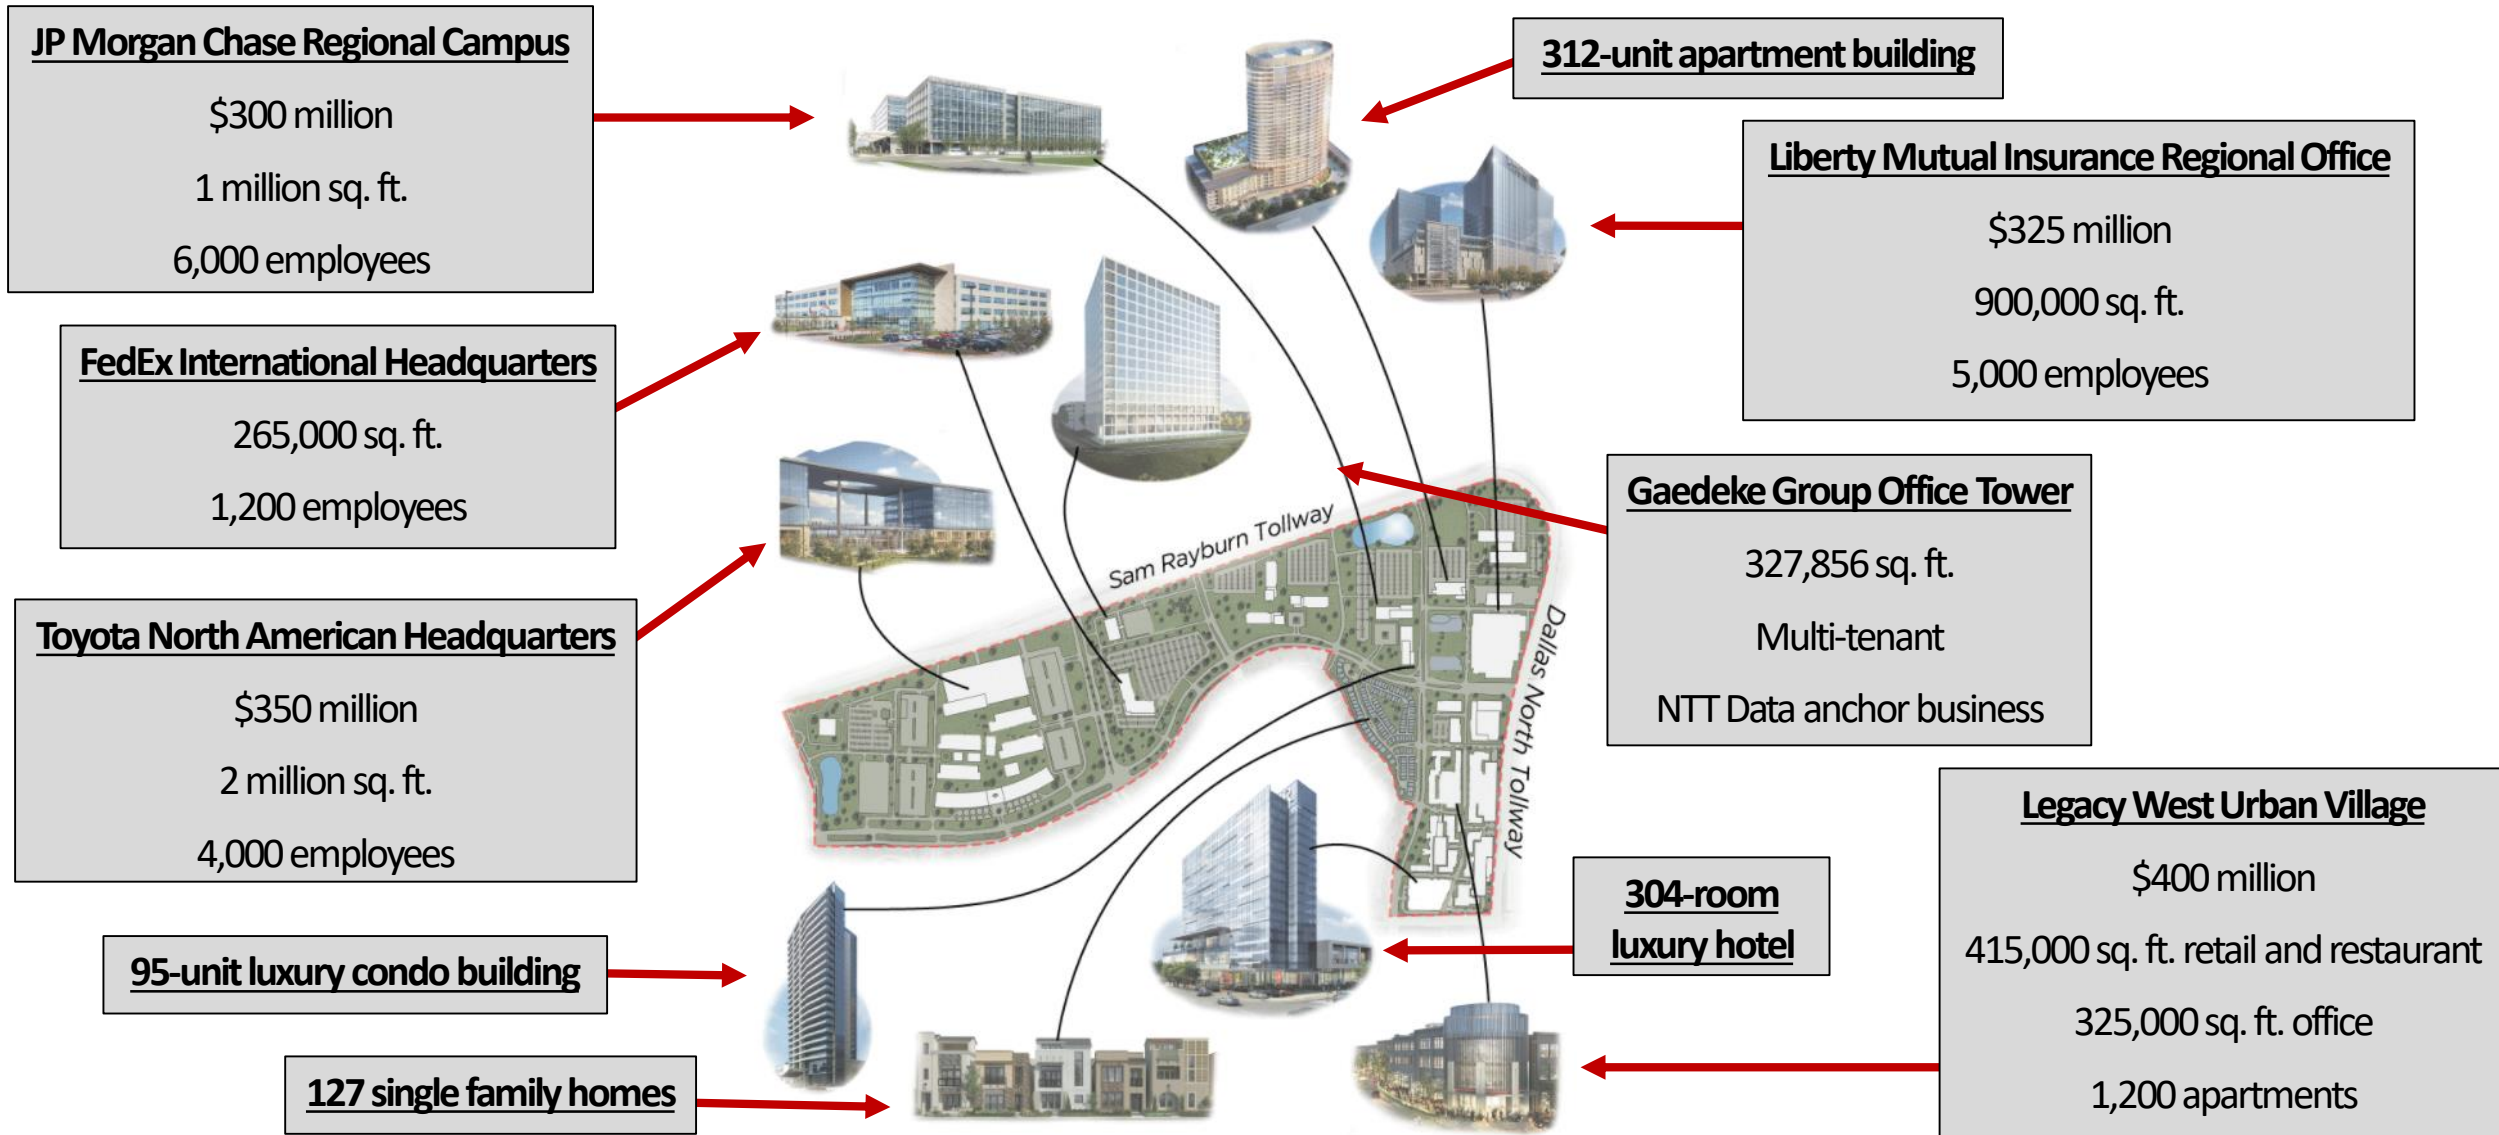 JP Morgan Chase Regional Campus
$300 million
1 million sq. ft.
6,000 employees
312-unit apartment building
Liberty Mutual Insurance Regional Office
$325 million
900,000 sq. ft.
5,000 employees
FedEx International Headquarters
265,000 sq. ft.
1,200 employees
Gaedeke Group Office Tower
327,856 sq. ft.
Multi-tenant
NTT Data anchor business
Sam Rayburn Tollway
Dallas North Tollway
Toyota North American Headquarters
$350 million
2 million sq. ft.
4,000 employees
Legacy West Urban Village
$400 million
415,000 sq. ft. retail and restaurant
325,000 sq. ft. office
1,200 apartments
304-room
luxury hotel
95-unit luxury condo building
127 single family homes